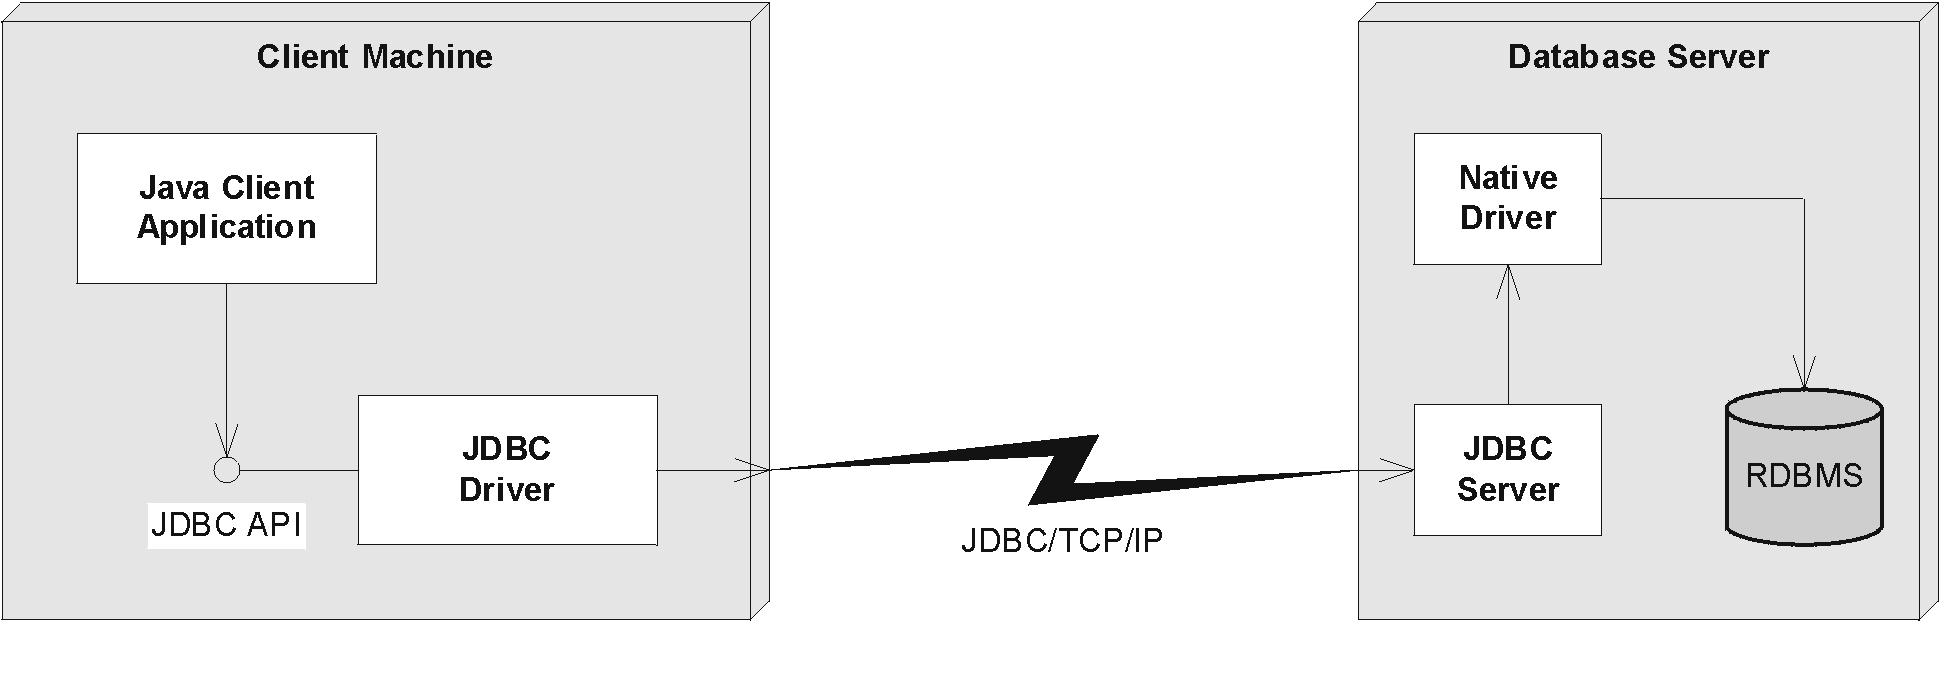 Client Machine
Java Client
Application
JDBC API
JDBC
Driver
JDBC/TCP/IP
Database Server
Native
Driver
JDBC
Server
RDBMS